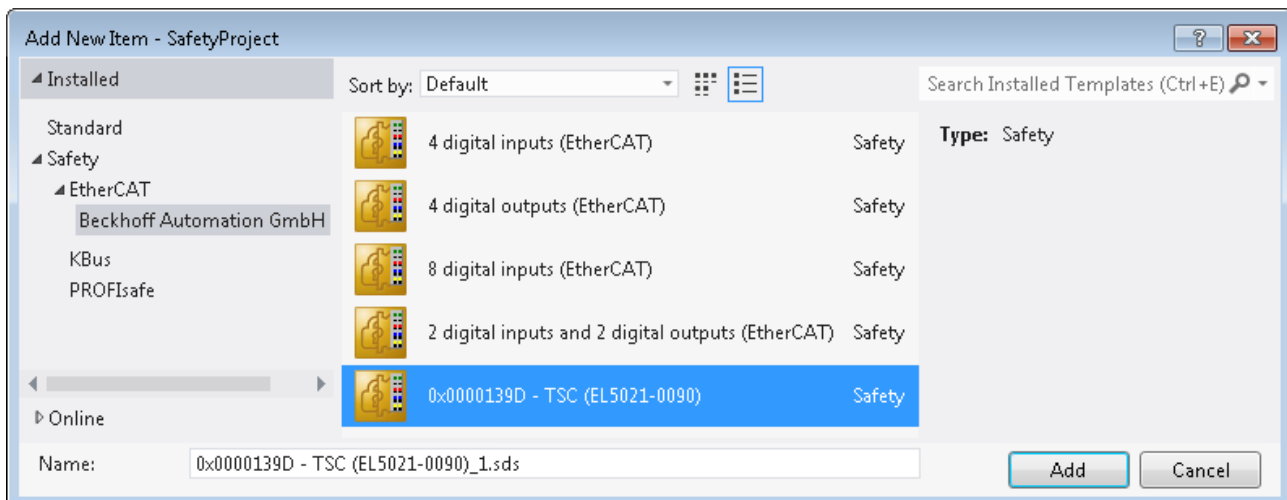 Add New Item - SafetyProject
Installed
Sort by: Default
Search Installed Templates (Ctrl+E)
Standard
Safety
EtherCAT
Beckhoff Automation GmbH
KBus
PROFIsafe
Online
4 digital inputs (EtherCAT) Safety
4 digital outputs (EtherCAT) Safety
8 digital inputs (EtherCAT) Safety
2 digital inputs and 2 digital outputs (EtherCAT) Safety
0x0000139D - TSC (EL5021-0090) Safety
Type: Safety
Name: 0x0000139D - TSC (EL5021-0090)_1.sds
Add Cancel